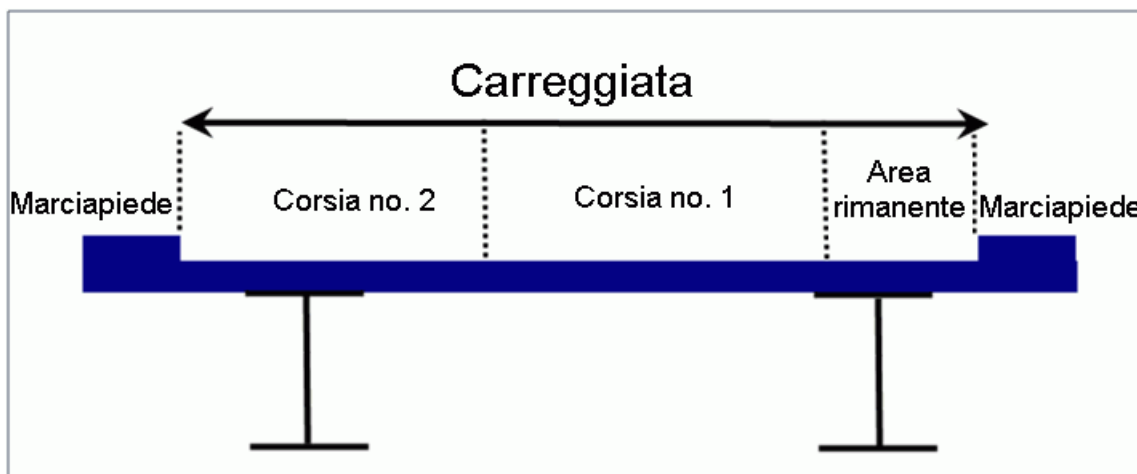 Carreggiata
Marciapiede
Corsia no. 2
Corsia no. 1
Area
rimanente
Marciapiede